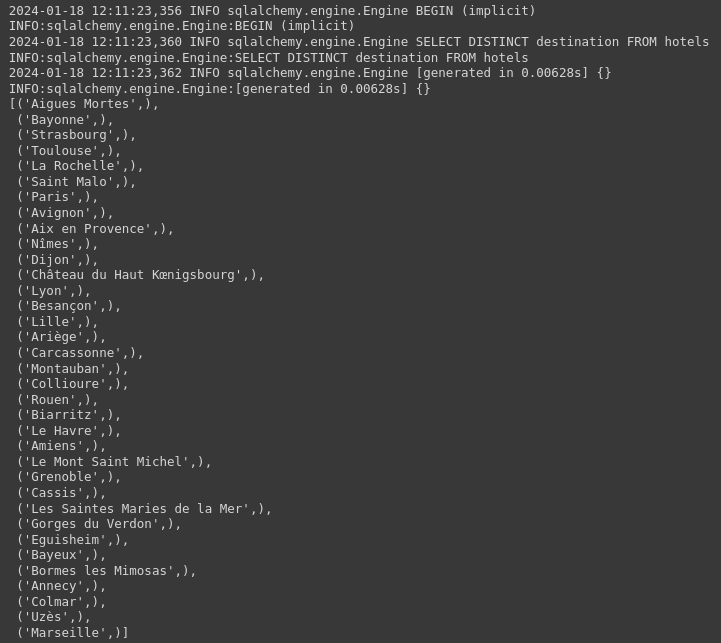 2024-01-18 12:11:23,356 INFO sqlalchemy.engine.Engine BEGIN (implicit)
INFO:sqlalchemy.engine.Engine:BEGIN (implicit)
2024-01-18 12:11:23,360 INFO sqlalchemy.engine.Engine SELECT DISTINCT destination FROM hotels
INFO:sqlalchemy.engine.Engine:SELECT DISTINCT destination FROM hotels
2024-01-18 12:11:23,362 INFO sqlalchemy.engine.Engine [generated in 0.00628s] {}
INFO:sqlalchemy.engine.Engine:[generated in 0.00628s] {}
[('Aigues Mortes',),
('Bayonne',),
('Strasbourg',),
('Toulouse',),
('La Rochelle',),
('Saint Malo',),
('Paris',),
('Avignon',),
('Aix en Provence',),
('Nîmes',),
('Dijon',),
('Château du Haut Kœnigsbourg',),
('Lyon',),
('Besançon',),
('Lille',),
('Ariège',),
('Carcassonne',),
('Montauban',),
('Collioure',),
('Rouen',),
('Biarritz',),
('Le Havre',),
('Amiens',),
('Le Mont Saint Michel',),
('Grenoble',),
('Cassis',),
('Les Saintes Maries de la Mer',),
('Gorges du Verdon',),
('Eguisheim',),
('Bayeux',),
('Bormes les Mimosas',),
('Annecy',),
('Colmar',),
('Uzès',),
('Marseille',)]